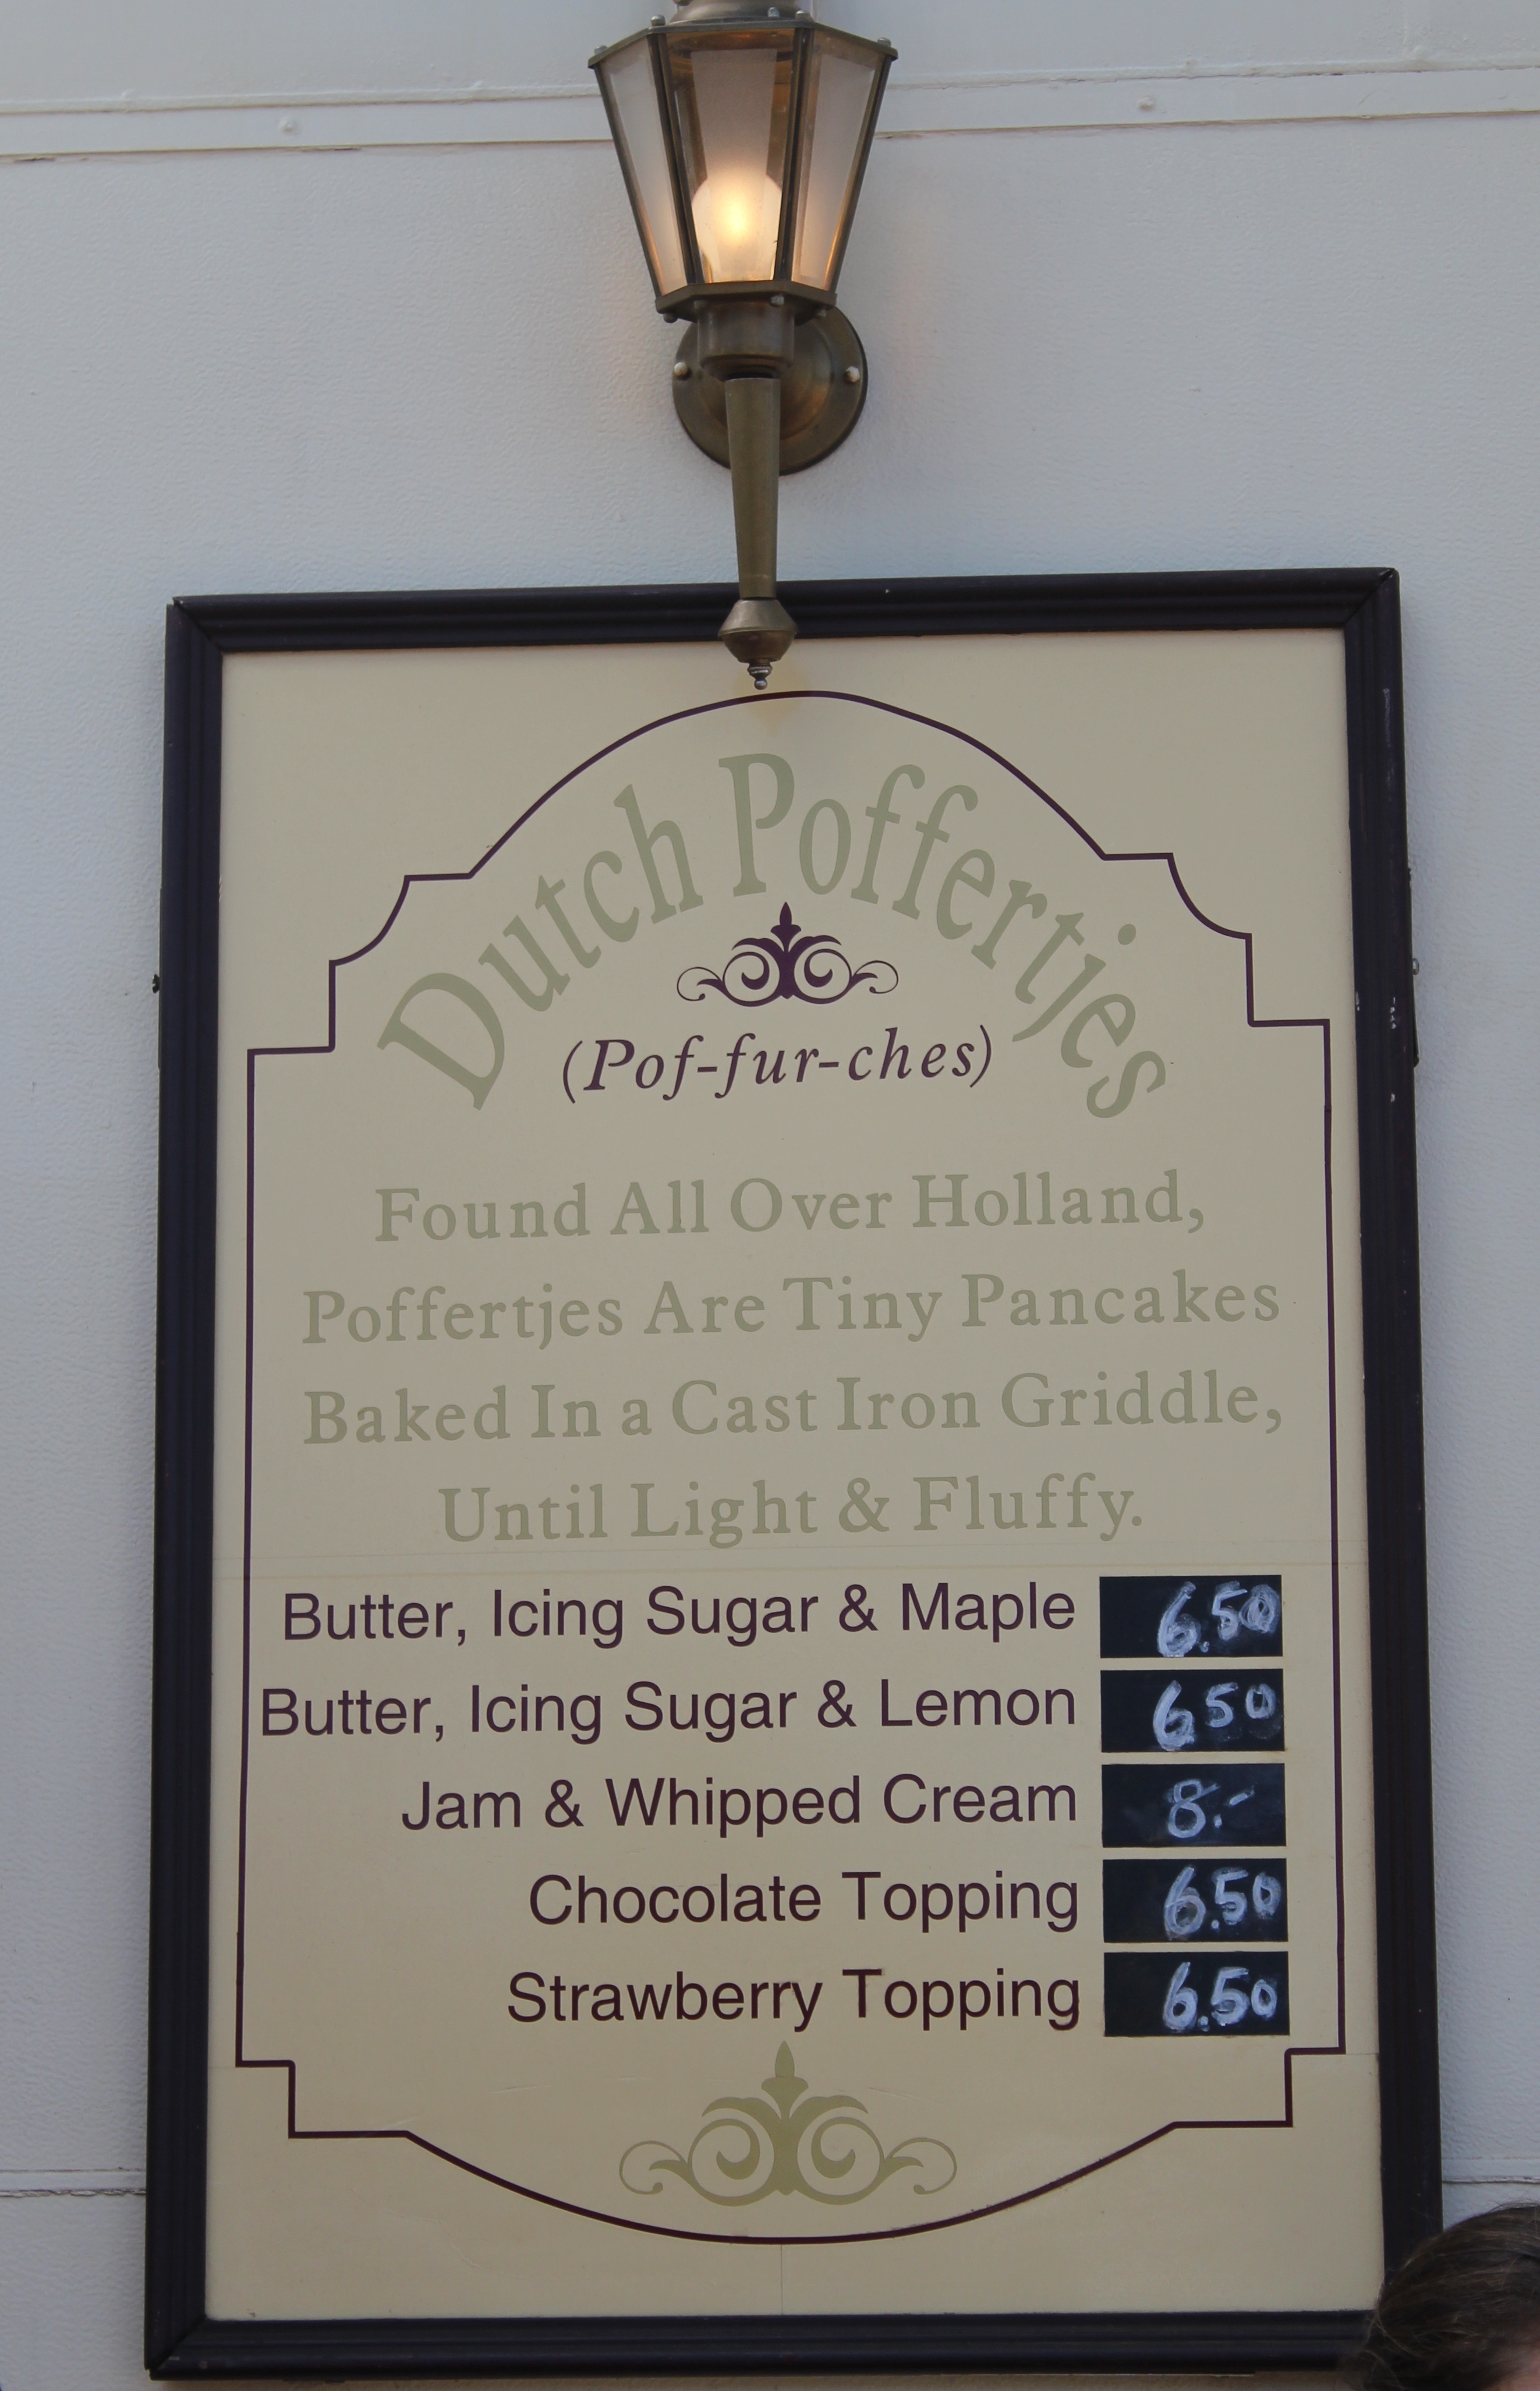 Dutch Poffertjes
(Pof-fur-ches)
Found All Over Holland,
Poffertjes Are Tiny Pancakes
Baked In a Cast Iron Griddle,
Until Light & Fluffy.
Butter, Icing Sugar & Maple 6.50
Butter, Icing Sugar & Lemon 6 50
Jam & Whipped Cream 8.-
Chocolate Topping 6.50
Strawberry Topping 6.50